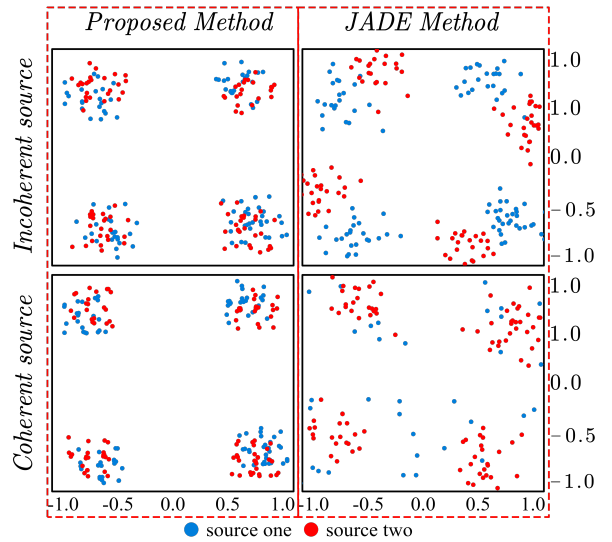 Proposed Method JADE Method
Incoherent source
1.0
1.0
0.0
−0.5
−1.0
Coherent source
1.0
1.0
0.0
−0.5
−1.0
-1.0 -0.5 0.0 0.5 1.0 -1.0 -0.5 0.0 0.5 1.0
source one source two